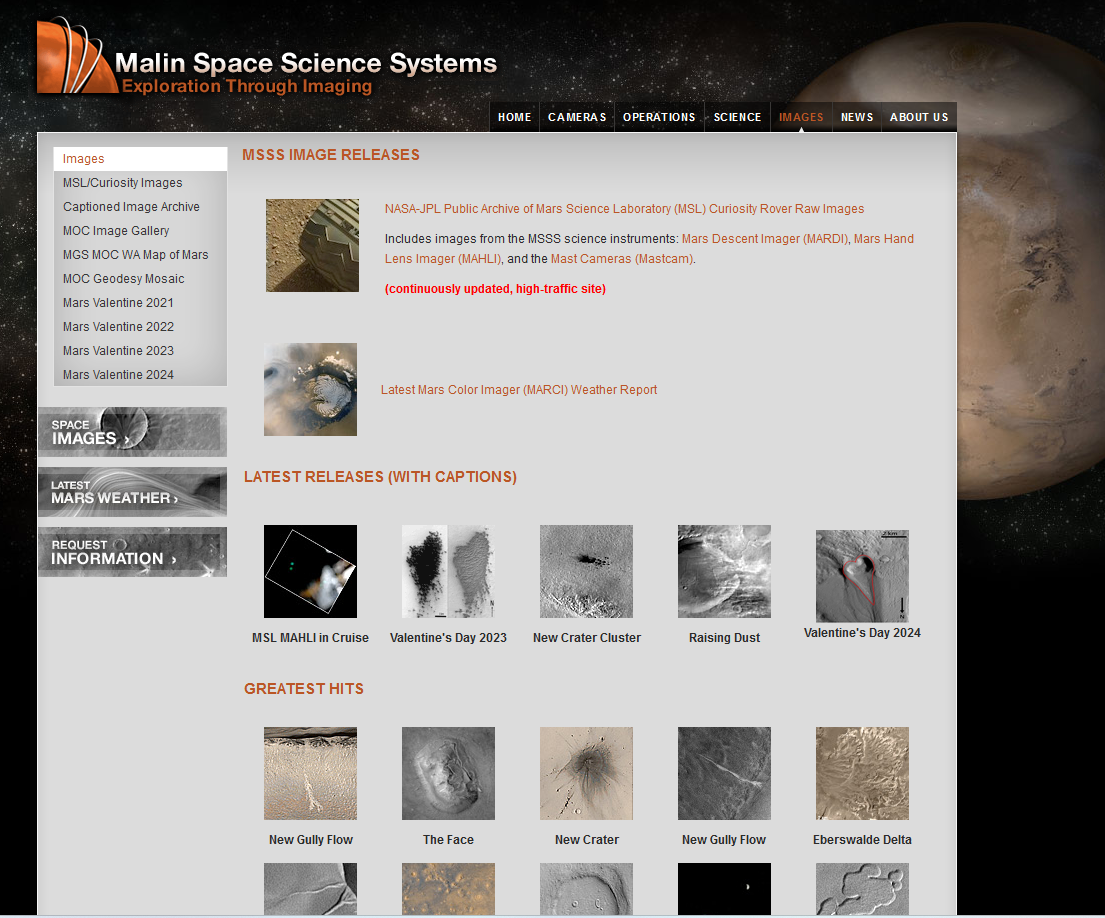 Malin Space Science Systems
Exploration Through Imaging
HOME CAMERAS OPERATIONS SCIENCE IMAGES NEWS ABOUT US
Images
MSL/Curiosity Images
Captioned Image Archive
MOC Image Gallery
MGS MOC WA Map of Mars
MOC Geodesy Mosaic
Mars Valentine 2021
Mars Valentine 2022
Mars Valentine 2023
Mars Valentine 2024
SPACE
IMAGES ›
LATEST
MARS WEATHER ›
REQUEST
INFORMATION ›
MSSS IMAGE RELEASES
NASA-JPL Public Archive of Mars Science Laboratory (MSL) Curiosity Rover Raw Images
Includes images from the MSSS science instruments: Mars Descent Imager (MARDI), Mars Hand
Lens Imager (MAHLI), and the Mast Cameras (Mastcam).
(continuously updated, high-traffic site)
Latest Mars Color Imager (MARCI) Weather Report
LATEST RELEASES (WITH CAPTIONS)
2 km
N
MSL MAHLI in Cruise
Valentine's Day 2023
New Crater Cluster
Raising Dust
Valentine's Day 2024
GREATEST HITS
New Gully Flow
The Face
New Crater
New Gully Flow
Eberswalde Delta